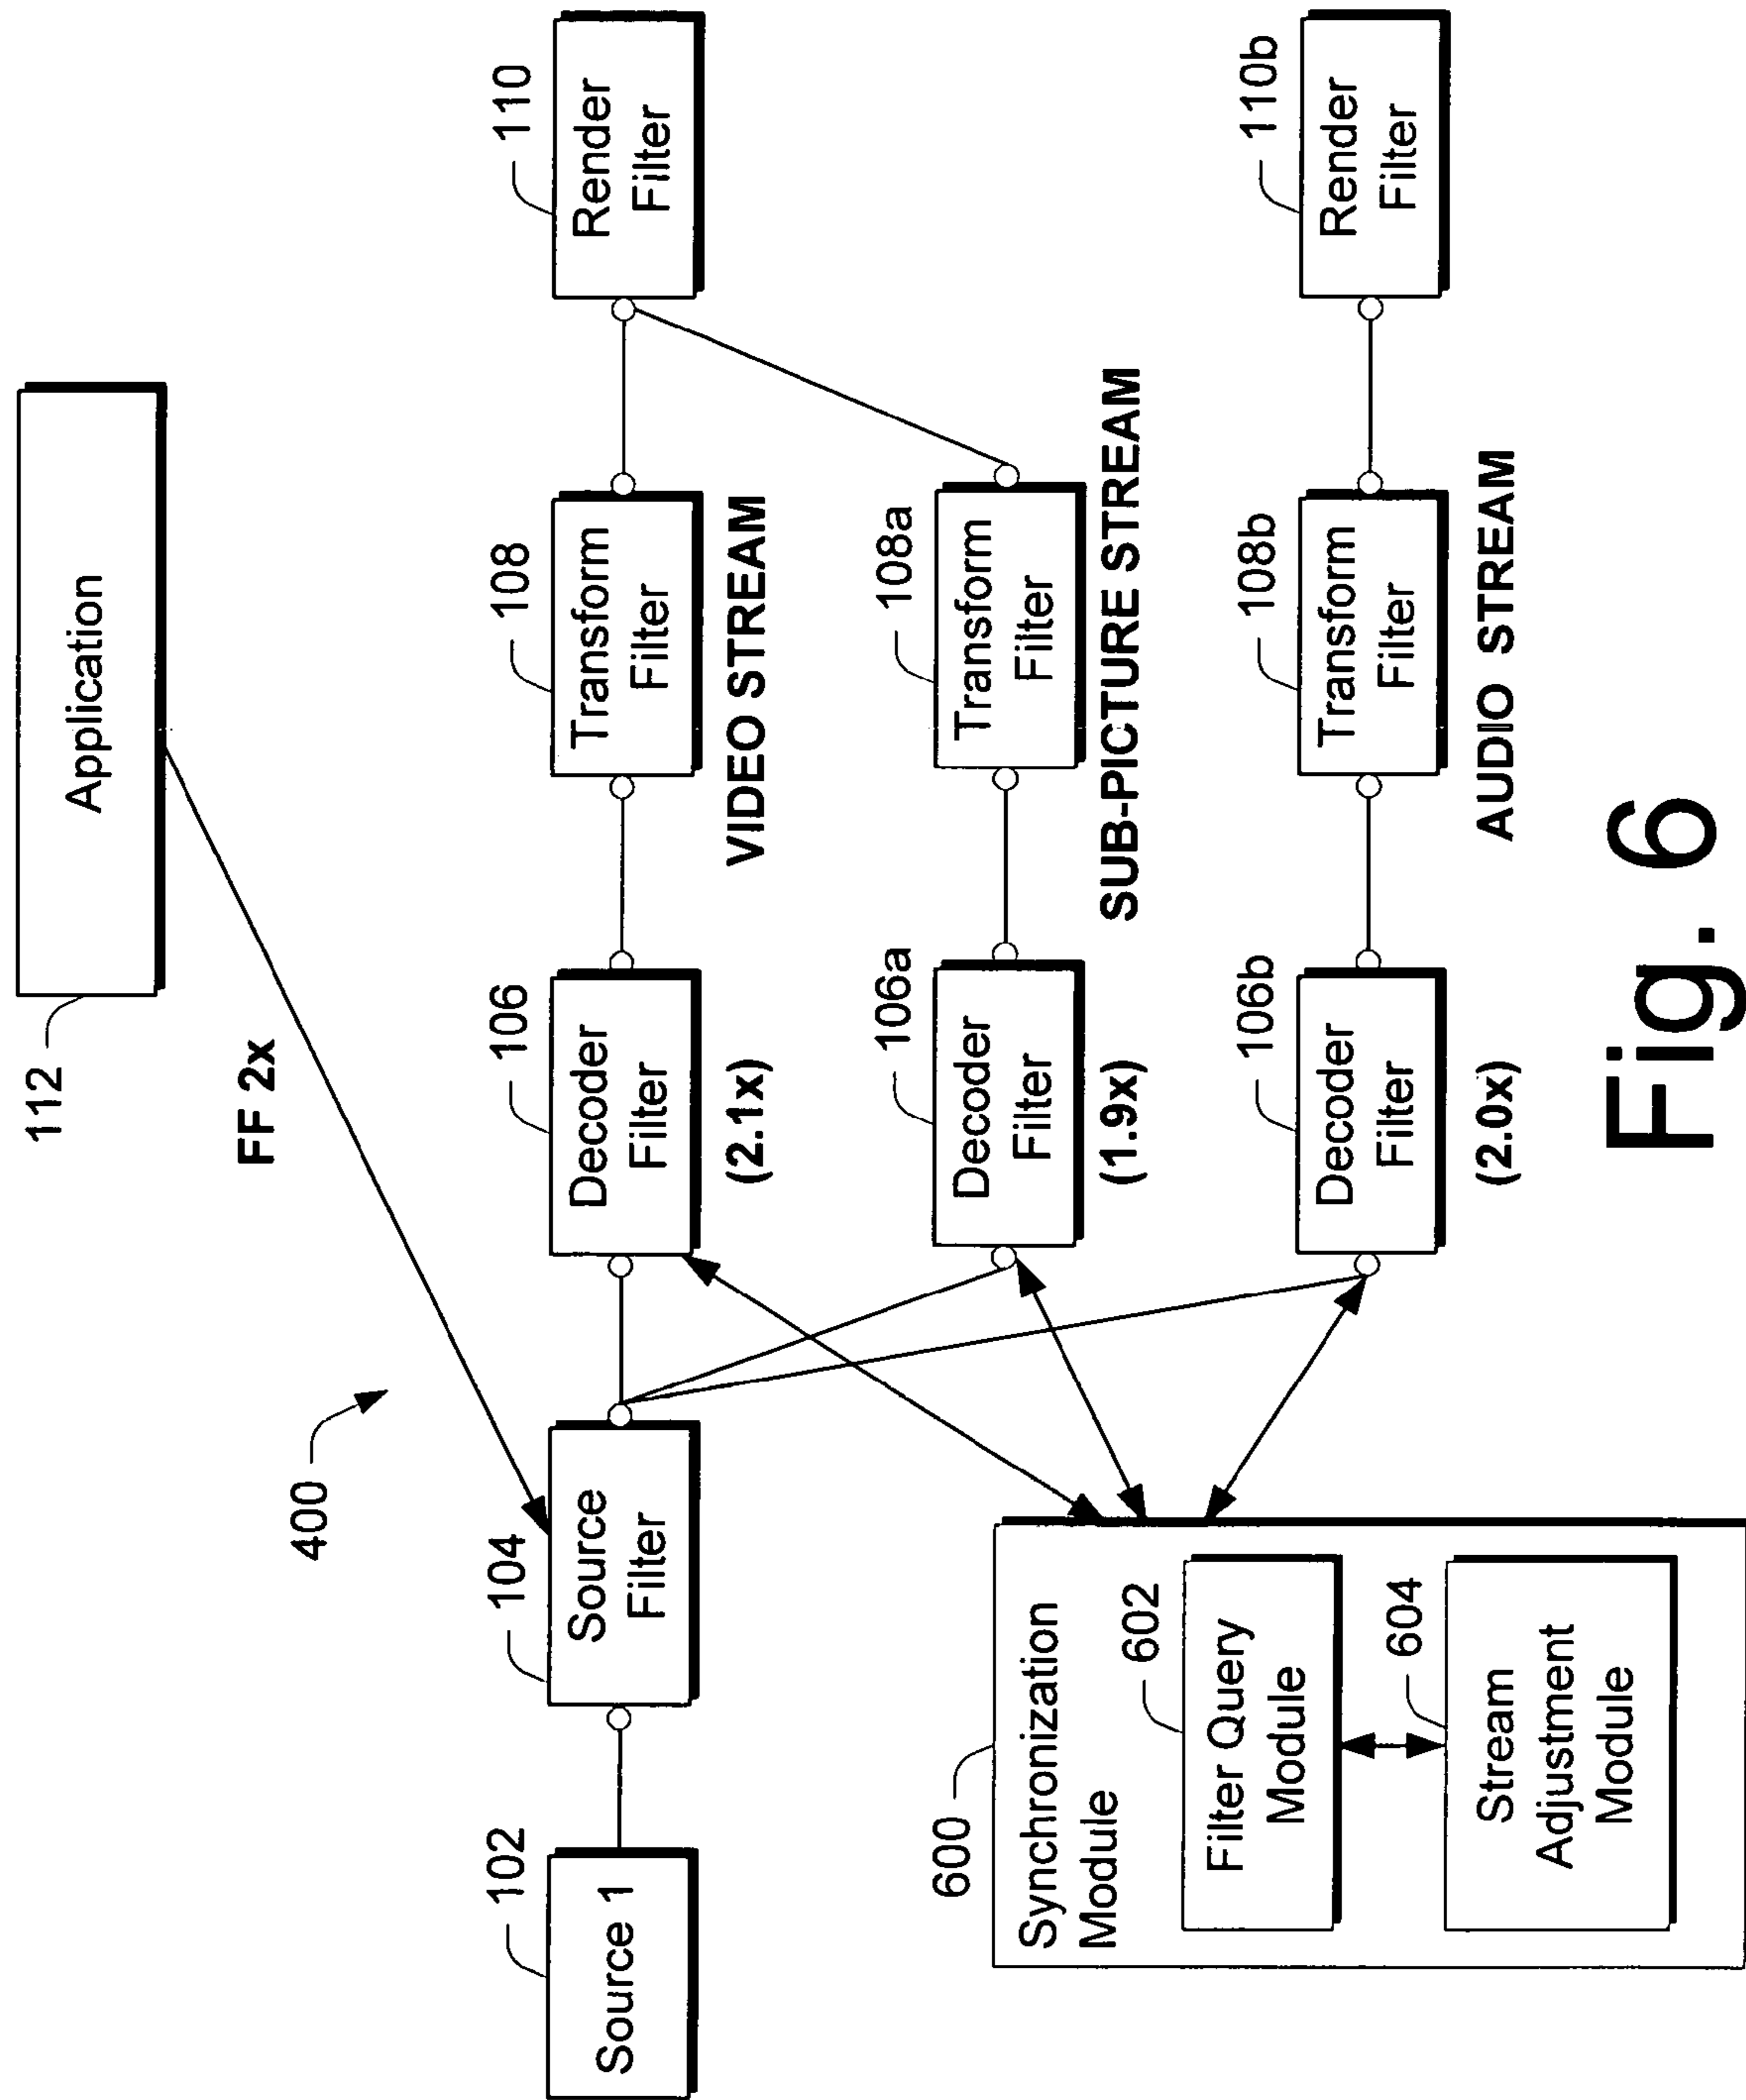 112
Application
FF 2x
400
102
Source 1
104
Source
Filter
106
Decoder
Filter
(2.1x)
108
Transform
Filter
VIDEO STREAM
110
Render
Filter
106a
Decoder
Filter
(1.9x)
108a
Transform
Filter
SUB-PICTURE STREAM
106b
Decoder
Filter
(2.0x)
108b
Transform
Filter
AUDIO STREAM
110b
Render
Filter
600
Synchronization
Module
602
Filter Query
Module
604
Stream
Adjustment
Module
Fig. 6